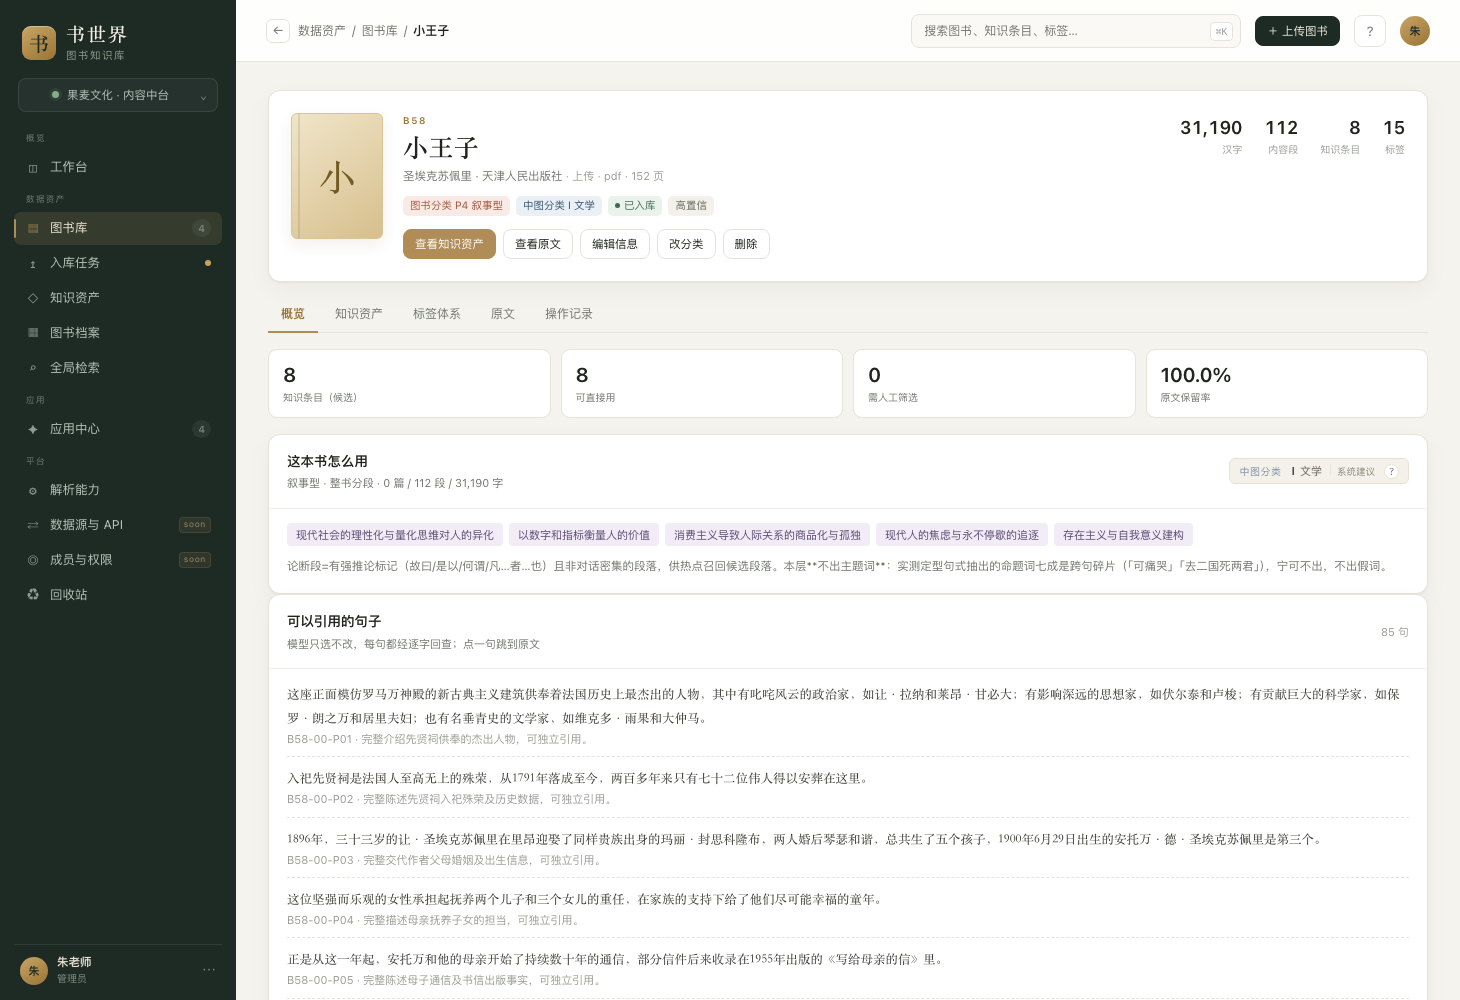 书
书世界
图书知识库
果麦文化 · 内容中台
概览
工作台
数据资产
图书库 4
入库任务
知识资产
图书档案
全局检索
应用
应用中心 4
平台
解析能力
数据源与 API soon
成员与权限 soon
回收站
朱
朱老师
管理员
← 数据资产 / 图书库 / 小王子
搜索图书、知识条目、标签... ⌘K
+ 上传图书
?
朱
小
B58
小王子
圣埃克苏佩里 · 天津人民出版社 · 上传 · pdf · 152 页
图书分类 P4 叙事型 中图分类 I 文学 已入库 高置信
查看知识资产 查看原文 编辑信息 改分类 删除
31,190 112 8 15
汉字 内容段 知识条目 标签
概览 知识资产 标签体系 原文 操作记录
8
知识条目（候选）
8
可直接用
0
需人工筛选
100.0%
原文保留率
这本书怎么用
叙事型 · 整书分段 · 0 篇 / 112 段 / 31,190 字
中图分类 I 文学 系统建议 ?
现代社会的理性化与量化思维对人的异化 以数字和指标衡量人的价值 消费主义导致人际关系的商品化与孤独 现代人的焦虑与永不停歇的追逐 存在主义与自我意义建构
论断段=有强推论标记（故曰/是以/何谓/凡…者…也）且非对话密集的段落，供热点召回候选段落。本层**不出主题词**：实测定型句式抽出的命题词七成是跨句碎片（「可痛哭」「去二国死两君」），宁可不出，不出假词。
可以引用的句子
模型只选不改，每句都经逐字回查；点一句跳到原文
85 句
这座正面模仿罗马万神殿的新古典主义建筑供奉着法国历史上最杰出的人物，其中有叱咤风云的政治家，如让 · 拉纳和莱昂 · 甘必大；有影响深远的思想家，如伏尔泰和卢梭；有贡献巨大的科学家，如保
罗 · 朗之万和居里夫妇；也有名垂青史的文学家，如维克多 · 雨果和大仲马。
B58-00-P01 · 完整介绍先贤祠供奉的杰出人物，可独立引用。
入祀先贤祠是法国人至高无上的殊荣，从1791年落成至今，两百多年来只有七十二位伟人得以安葬在这里。
B58-00-P02 · 完整陈述先贤祠入祀殊荣及历史数据，可独立引用。
1896年，三十三岁的让 · 圣埃克苏佩里在里昂迎娶了同样贵族出身的玛丽 · 封思科隆布，两人婚后琴瑟和谐，总共生了五个孩子，1900年6月29日出生的安托万 · 德 · 圣埃克苏佩里是第三个。
B58-00-P03 · 完整交代作者父母婚姻及出生信息，可独立引用。
这位坚强而乐观的女性承担起抚养两个儿子和三个女儿的重任，在家族的支持下给了他们尽可能幸福的童年。
B58-00-P04 · 完整描述母亲抚养子女的担当，可独立引用。
正是从这一年起，安托万和他的母亲开始了持续数十年的通信，部分信件后来收录在1955年出版的《写给母亲的信》里。
B58-00-P05 · 完整陈述母子通信及书信出版事实，可独立引用。